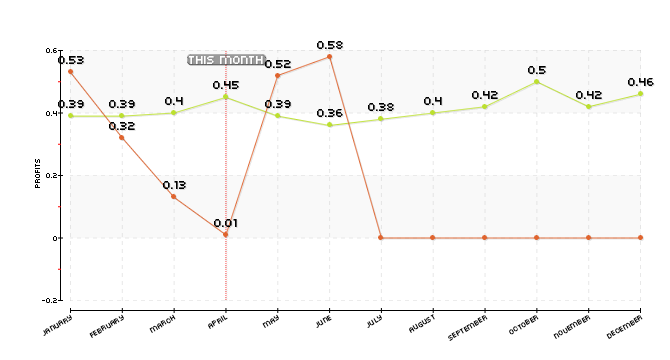 THIS MONTH
0.6
0.4
0.2
0
-0.2
PROFITS
0.53
0.32
0.13
0.01
0.52
0.58
0.39
0.39
0.4
0.45
0.39
0.36
0.38
0.4
0.42
0.5
0.42
0.46
JANUARY
FEBRUARY
MARCH
APRIL
MAY
JUNE
JULY
AUGUST
SEPTEMBER
OCTOBER
NOVEMBER
DECEMBER